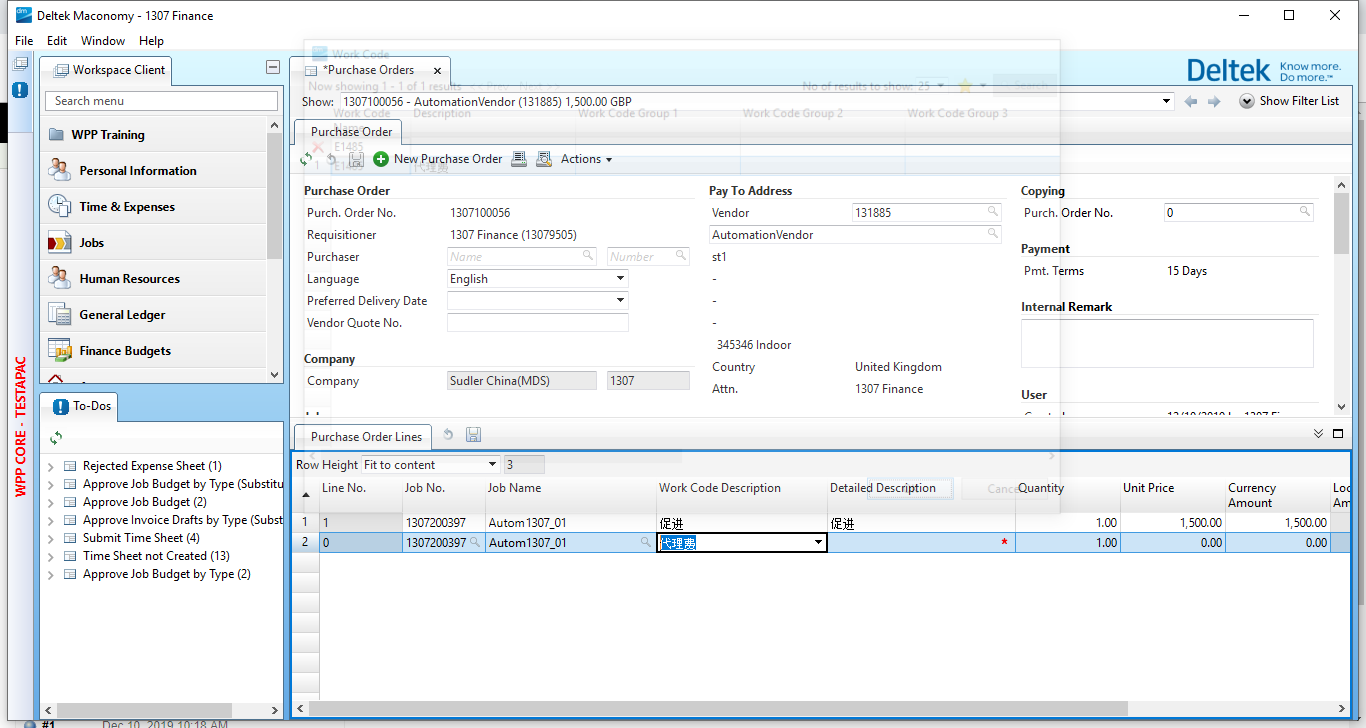 Deltek Maconomy - 1307 Finance
File Edit Window Help
Workspace Client
Search menu
WPP Training
Personal Information
Time & Expenses
Jobs
Human Resources
General Ledger
Finance Budgets
WPP CORE - TESTAPAC
To-Dos
Rejected Expense Sheet (1)
Approve Job Budget by Type (Substitu
Approve Job Budget (2)
Approve Invoice Drafts by Type (Subst
Submit Time Sheet (4)
Time Sheet not Created (13)
Approve Job Budget by Type (2)
#1 Dec 10, 2019 10:18 AM
*Purchase Orders
Deltek Know more. Do more.™
Work Code
Now showing 1 - 1 of 1 results < Prev Next > No of results to show: 25 Search
Show: 1307100056 - AutomationVendor (131885) 1,500.00 GBP Show Filter List
Work Code Description Work Code Group 1 Work Code Group 2 Work Code Group 3
Name
E1485
1 E1485 代理费
Purchase Order
New Purchase Order Actions
Purchase Order
Purch. Order No. 1307100056
Requisitioner 1307 Finance (13079505)
Purchaser Name Number
Language English
Preferred Delivery Date
Vendor Quote No.
Company
Company Sudler China(MDS) 1307
Pay To Address
Vendor 131885
AutomationVendor
st1
-
-
-
345346 Indoor
Country United Kingdom
Attn. 1307 Finance
Copying
Purch. Order No. 0
Payment
Pmt. Terms 15 Days
Internal Remark
User
Purchase Order Lines
Row Height Fit to content 3
Cancel
Line No. Job No. Job Name Work Code Description Detailed Description Quantity Unit Price Currency Amount Loc Am
1 1 1307200397 Autom1307_01 促进 促进 1.00 1,500.00 1,500.00
2 0 1307200397 Autom1307_01 代理费 * 1.00 0.00 0.00